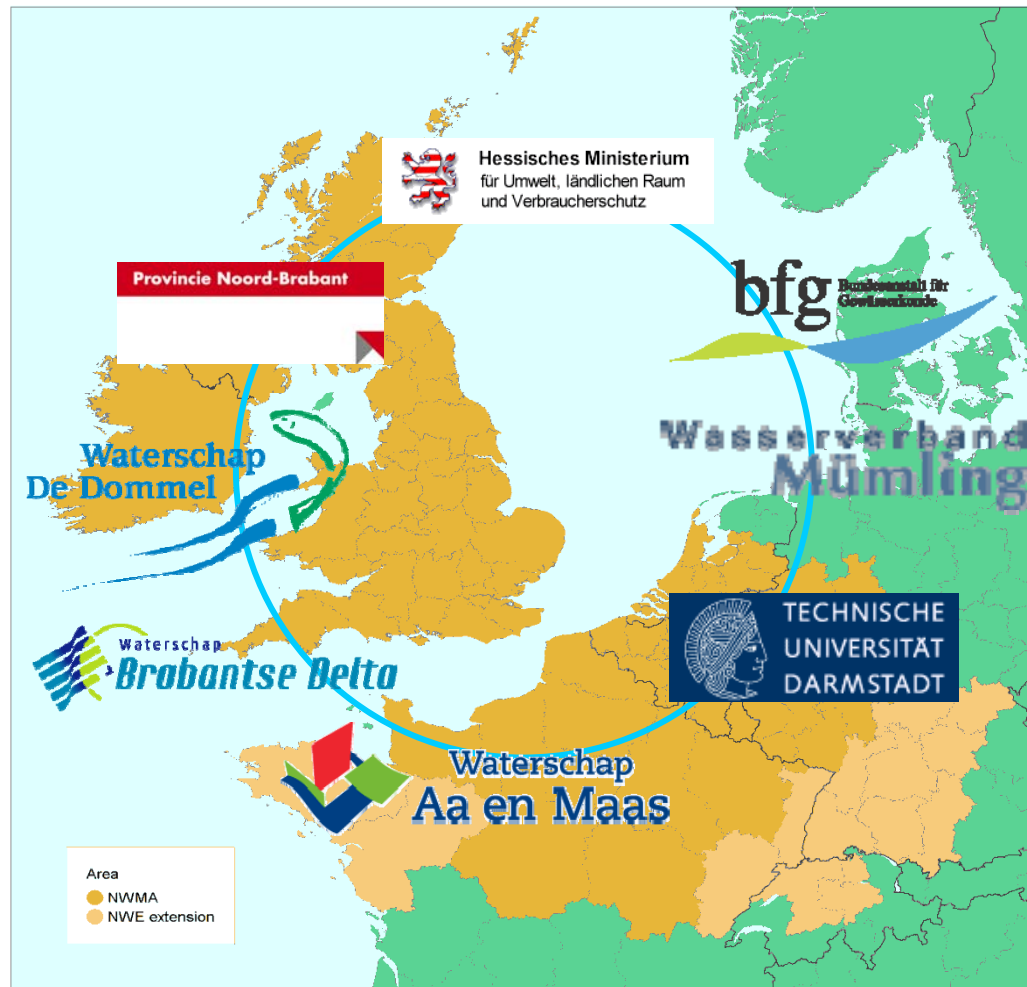 Hessisches Ministerium
für Umwelt, ländlichen Raum
und Verbraucherschutz
Provincie Noord-Brabant
bfg Bundesanstalt für
Gewässerkunde
Wasserverband
Mümling
Waterschap
De Dommel
TECHNISCHE
UNIVERSITÄT
DARMSTADT
Waterschap
Brabantse Delta
Waterschap
Aa en Maas
Area
NWMA
NWE extension